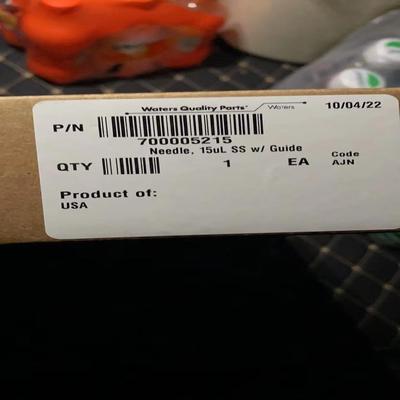 Waters Quality Parts™ Waters 10/04/22
P/N
700005215
Needle, 15uL SS w/ Guide
QTY 1 EA Code
AJN
Product of:
USA